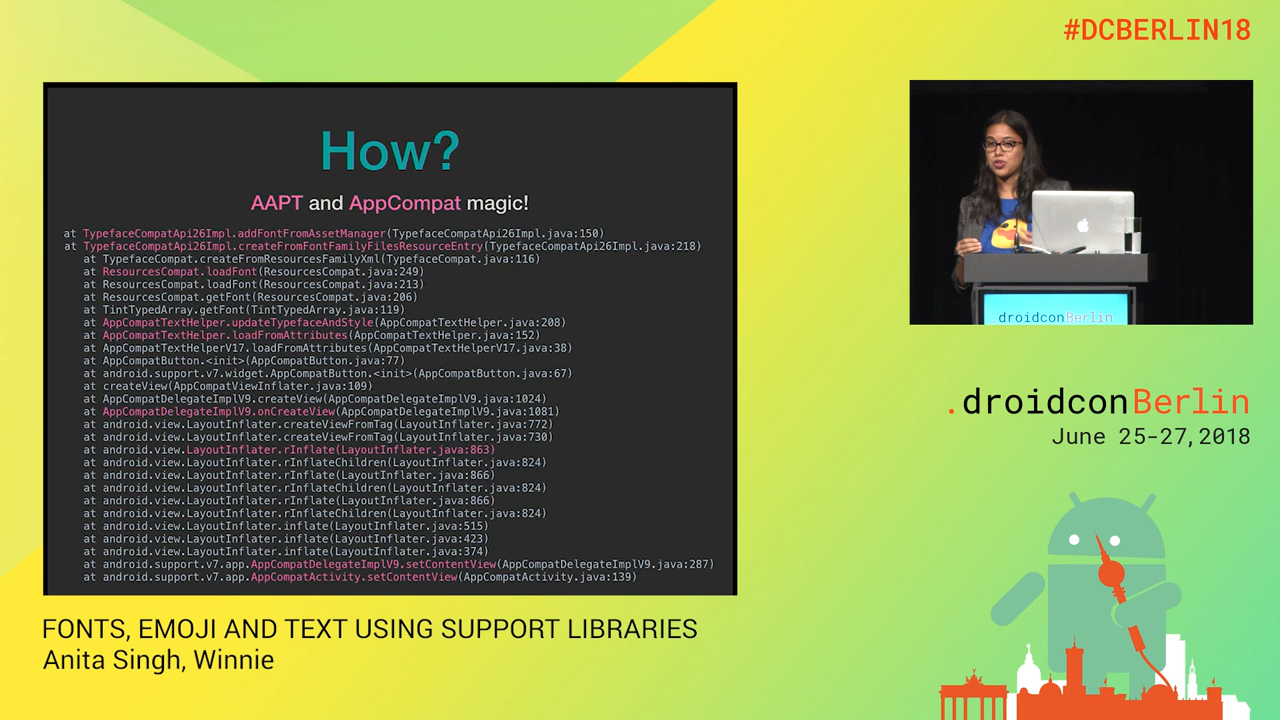 #DCBERLIN18
How?
AAPT and AppCompat magic!
at TypefaceCompatApi26Impl.addFontFromAssetManager(TypefaceCompatApi26Impl.java:150)
at TypefaceCompatApi26Impl.createFromFontFamilyFilesResourceEntry(TypefaceCompatApi26Impl.java:218)
at TypefaceCompat.createFromResourcesFamilyXml(TypefaceCompat.java:116)
at ResourcesCompat.loadFont(ResourcesCompat.java:249)
at ResourcesCompat.loadFont(ResourcesCompat.java:213)
at ResourcesCompat.getFont(ResourcesCompat.java:206)
at TintTypedArray.getFont(TintTypedArray.java:119)
at AppCompatTextHelper.updateTypefaceAndStyle(AppCompatTextHelper.java:208)
at AppCompatTextHelper.loadFromAttributes(AppCompatTextHelper.java:152)
at AppCompatTextHelperV17.loadFromAttributes(AppCompatTextHelperV17.java:38)
at AppCompatButton.<init>(AppCompatButton.java:77)
at android.support.v7.widget.AppCompatButton.<init>(AppCompatButton.java:67)
at createView(AppCompatViewInflater.java:109)
at AppCompatDelegateImplV9.createView(AppCompatDelegateImplV9.java:1024)
at AppCompatDelegateImplV9.onCreateView(AppCompatDelegateImplV9.java:1081)
at android.view.LayoutInflater.createViewFromTag(LayoutInflater.java:772)
at android.view.LayoutInflater.createViewFromTag(LayoutInflater.java:730)
at android.view.LayoutInflater.rInflate(LayoutInflater.java:863)
at android.view.LayoutInflater.rInflateChildren(LayoutInflater.java:824)
at android.view.LayoutInflater.rInflate(LayoutInflater.java:866)
at android.view.LayoutInflater.rInflateChildren(LayoutInflater.java:824)
at android.view.LayoutInflater.rInflate(LayoutInflater.java:866)
at android.view.LayoutInflater.rInflateChildren(LayoutInflater.java:824)
at android.view.LayoutInflater.inflate(LayoutInflater.java:515)
at android.view.LayoutInflater.inflate(LayoutInflater.java:423)
at android.view.LayoutInflater.inflate(LayoutInflater.java:374)
at android.support.v7.app.AppCompatDelegateImplV9.setContentView(AppCompatDelegateImplV9.java:287)
at android.support.v7.app.AppCompatActivity.setContentView(AppCompatActivity.java:139)
droidconBerlin
.droidconBerlin
June 25-27, 2018
FONTS, EMOJI AND TEXT USING SUPPORT LIBRARIES
Anita Singh, Winnie